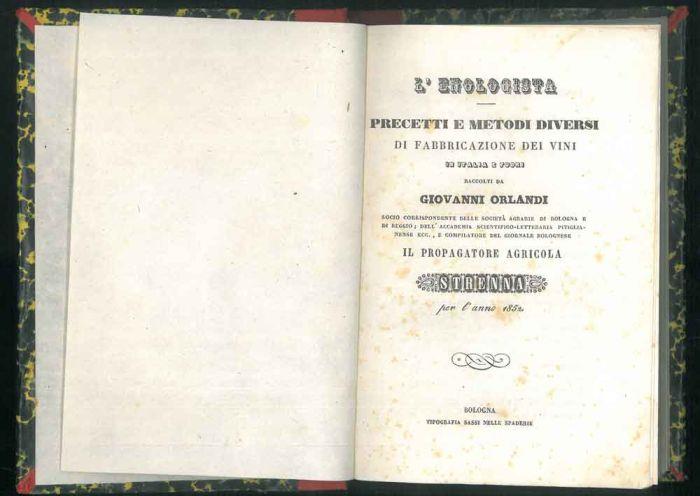 L' ENOLOGISTA
PRECETTI E METODI DIVERSI
DI FABBRICAZIONE DEI VINI
IN ITALIA E FUORI
RACCOLTI DA
GIOVANNI ORLANDI
SOCIO CORRISPONDENTE DELLE SOCIETÀ AGRARIE DI BOLOGNA E
DI REGGIO; DELL' ACCADEMIA SCIENTIFICO-LETTERARIA PITIGLIA-
NENSE ECC., E COMPILATORE DEL GIORNALE BOLOGNESE
IL PROPAGATORE AGRICOLA
STRENNA
per l'anno 1852.
BOLOGNA
TIPOGRAFIA SASSI NELLE SPADERIE